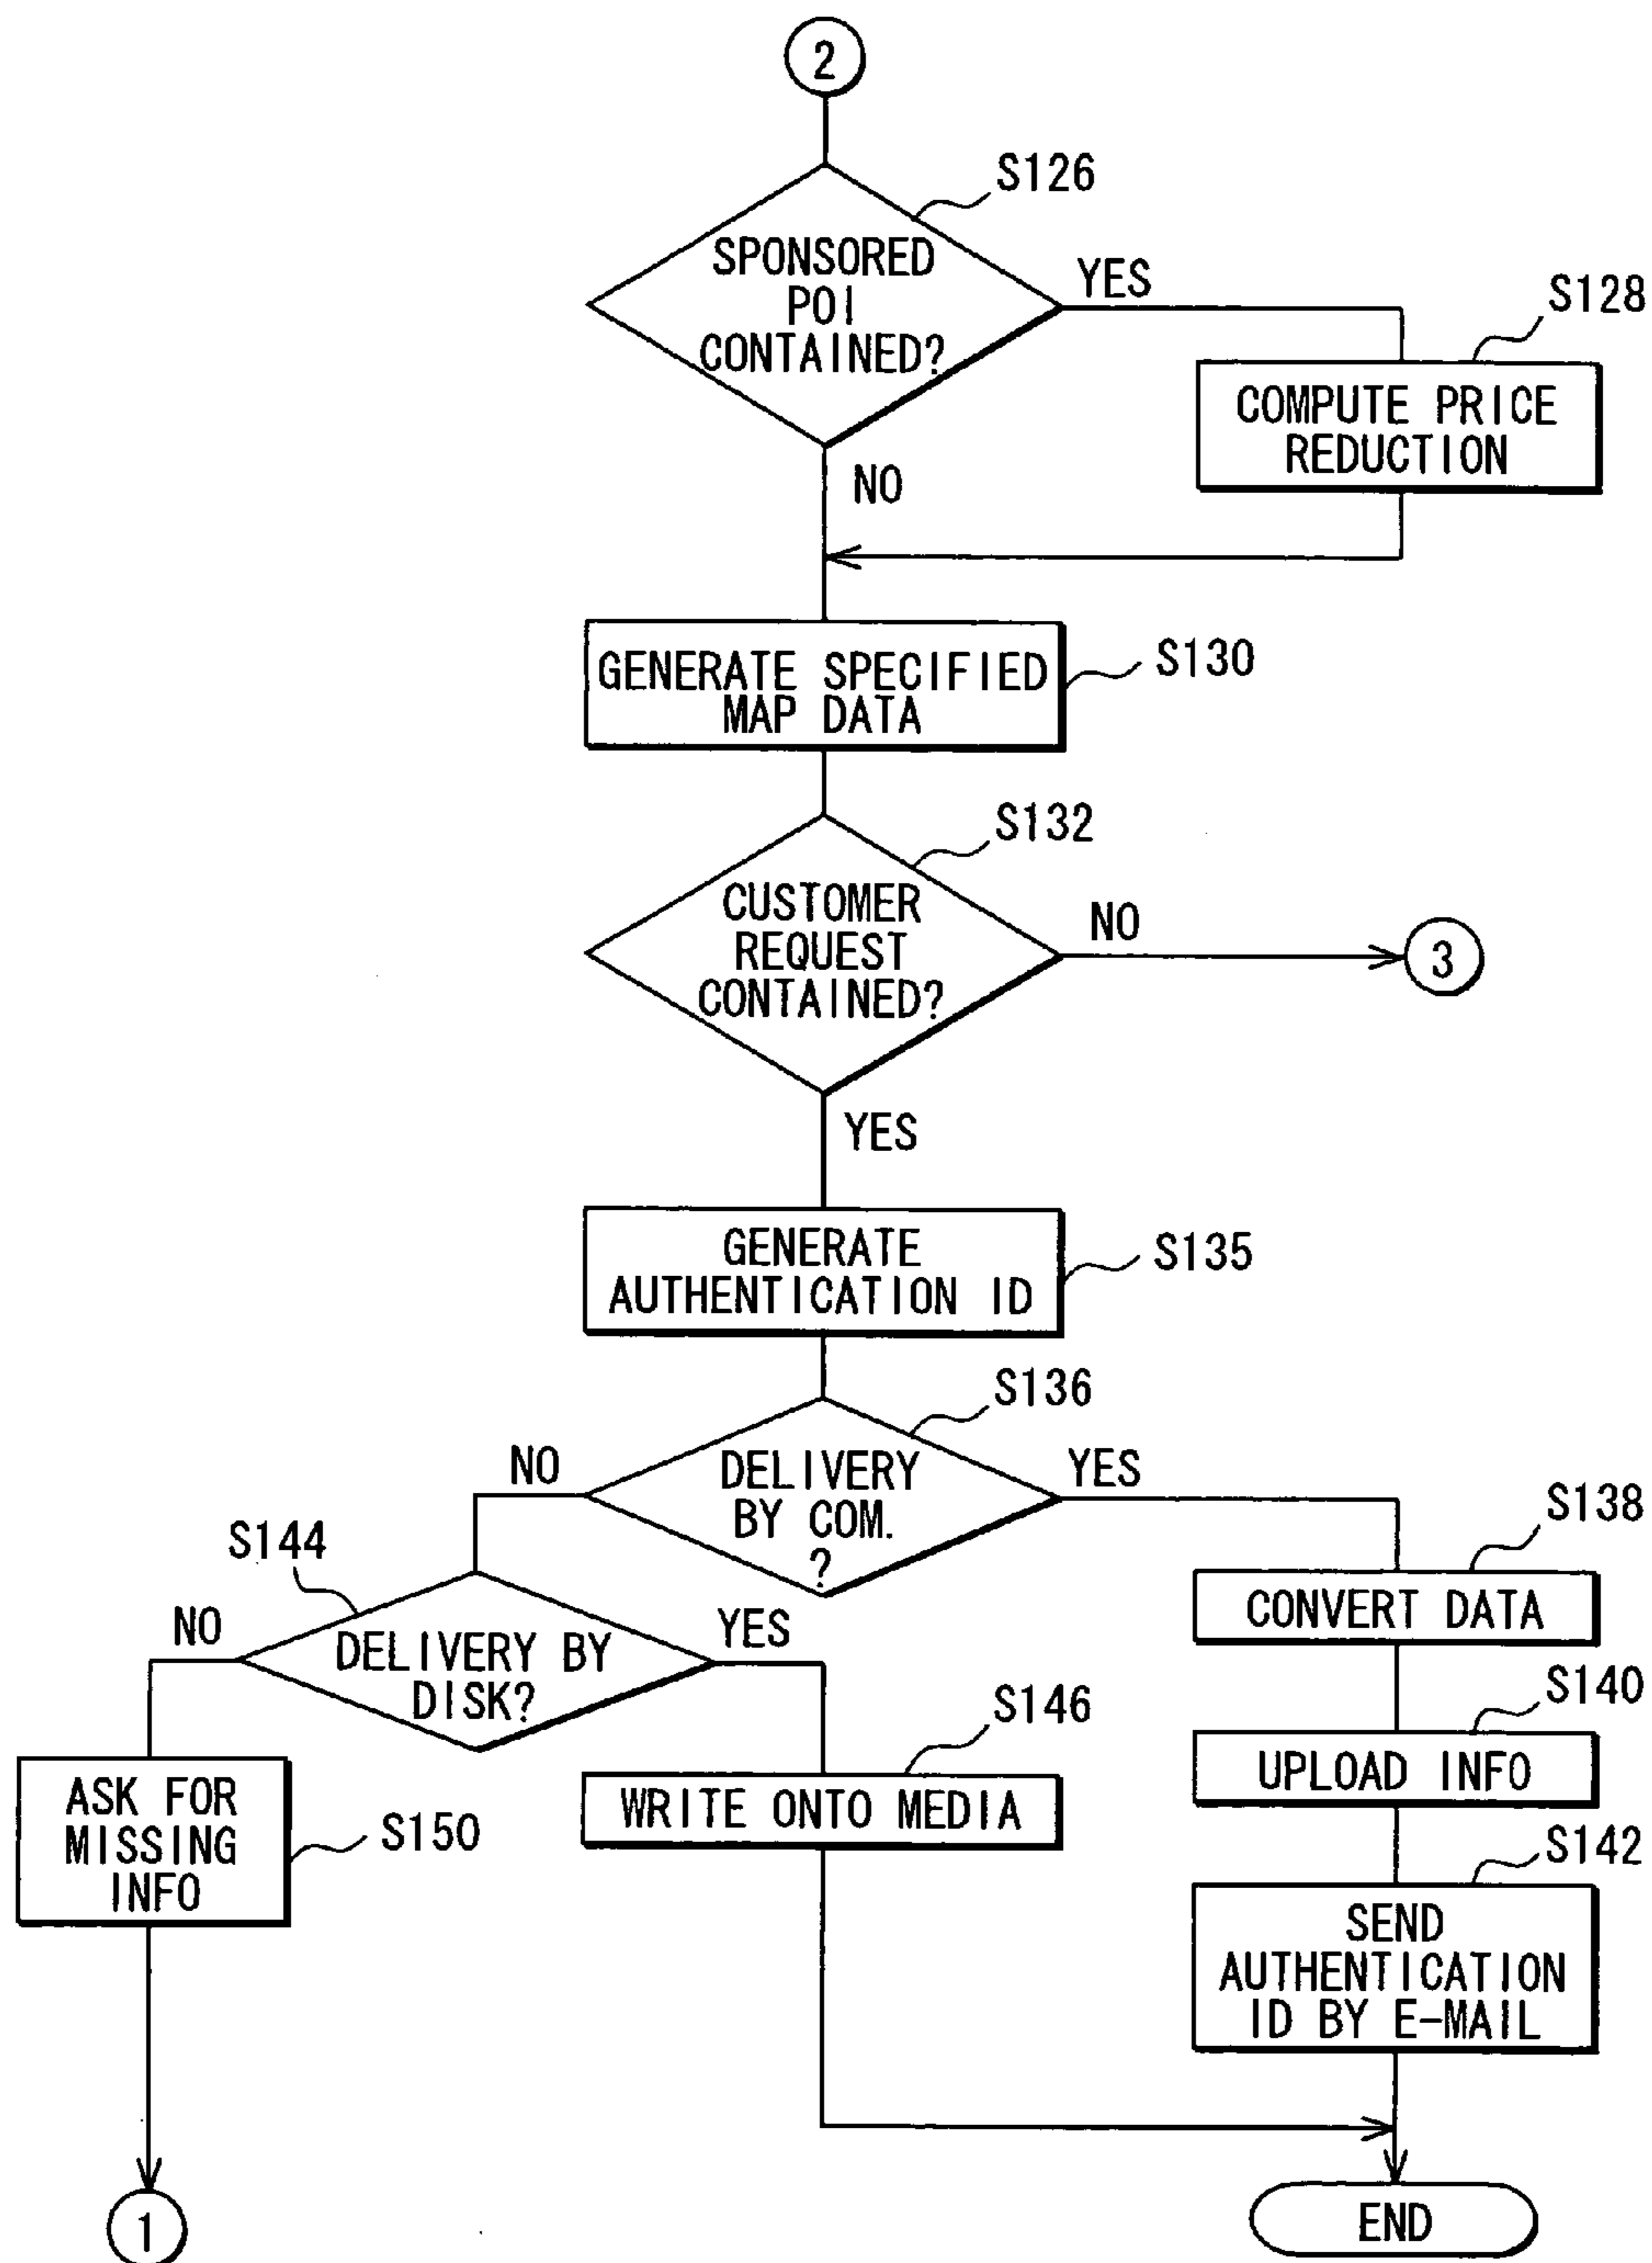 2
S126
SPONSORED
POI
CONTAINED?
YES
S128
COMPUTE PRICE
REDUCTION
NO
GENERATE SPECIFIED
MAP DATA
S130
S132
CUSTOMER
REQUEST
CONTAINED?
NO
3
YES
GENERATE
AUTHENTICATION ID
S135
S136
DELIVERY
BY COM.
?
NO
YES
S138
CONVERT DATA
S144
NO
DELIVERY BY
DISK?
YES
S140
UPLOAD INFO
S146
WRITE ONTO MEDIA
ASK FOR
MISSING
INFO
S150
S142
SEND
AUTHENTICATION
ID BY E-MAIL
1
END